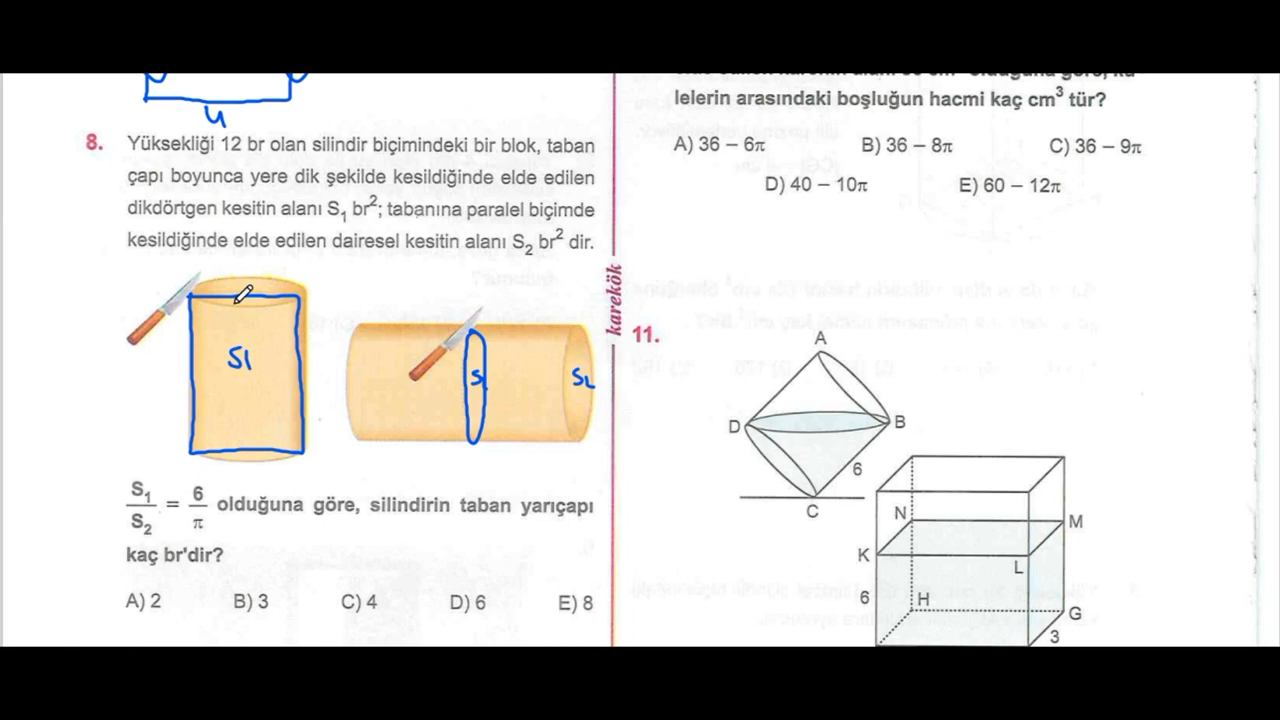 4
8. Yüksekliği 12 br olan silindir biçimindeki bir blok, taban
çapı boyunca yere dik şekilde kesildiğinde elde edilen
dikdörtgen kesitin alanı S₁ br²; tabanına paralel biçimde
kesildiğinde elde edilen dairesel kesitin alanı S₂ br² dir.
S1
S
S2
S₁/S₂ = 6/π olduğuna göre, silindirin taban yarıçapı
kaç br'dir?
A) 2 B) 3 C) 4 D) 6 E) 8
karekök
lelerin arasındaki boşluğun hacmi kaç cm³ tür?
A) 36 – 6π B) 36 – 8π C) 36 – 9π
D) 40 – 10π E) 60 – 12π
11.
A
D
B
6
C
N
M
K
L
6
H
G
3